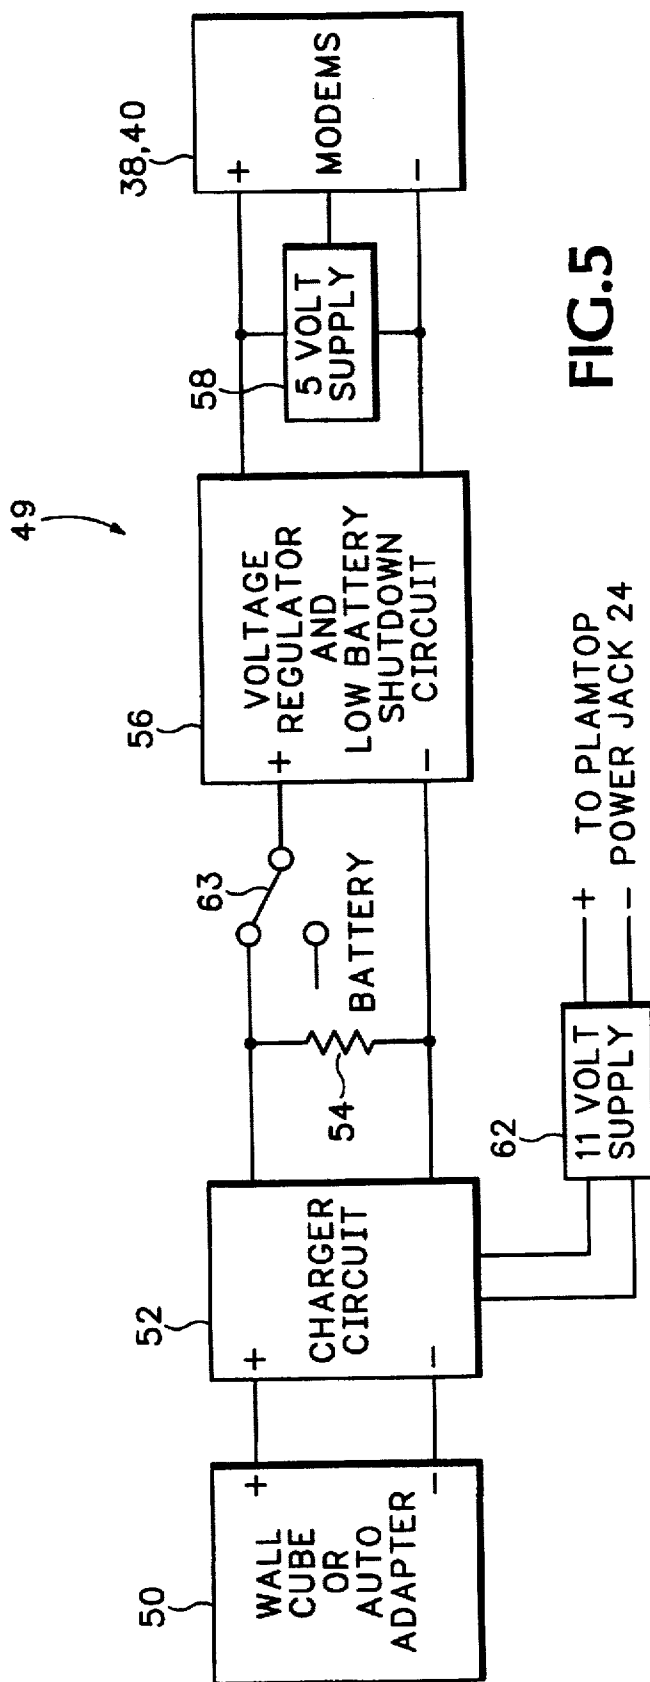 49
50
WALL
CUBE
OR
AUTO
ADAPTER
+
−
52
+
−
CHARGER
CIRCUIT
54
BATTERY
63
56
+
−
VOLTAGE
REGULATOR
AND
LOW BATTERY
SHUTDOWN
CIRCUIT
58
5 VOLT
SUPPLY
38,40
+
−
MODEMS
62
11 VOLT
SUPPLY
+
−
TO PLAMTOP
POWER JACK 24
FIG.5